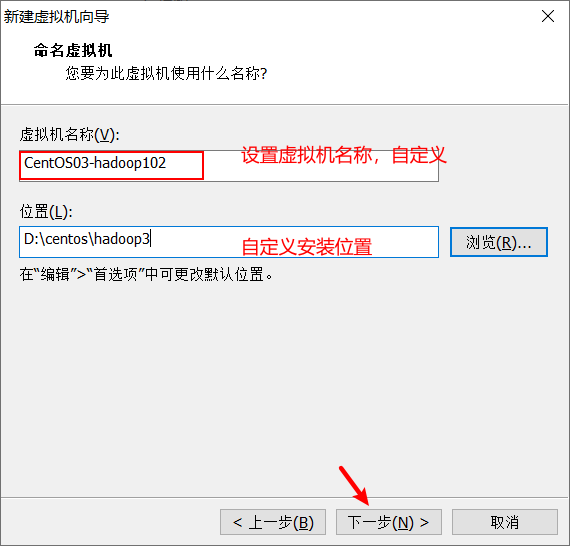 新建虚拟机向导
命名虚拟机
您要为此虚拟机使用什么名称?
虚拟机名称(V):
CentOS03-hadoop102
设置虚拟机名称，自定义
位置(L):
D:\centos\hadoop3
自定义安装位置
浏览(R)...
在“编辑”>“首选项”中可更改默认位置。
< 上一步(B)
下一步(N) >
取消